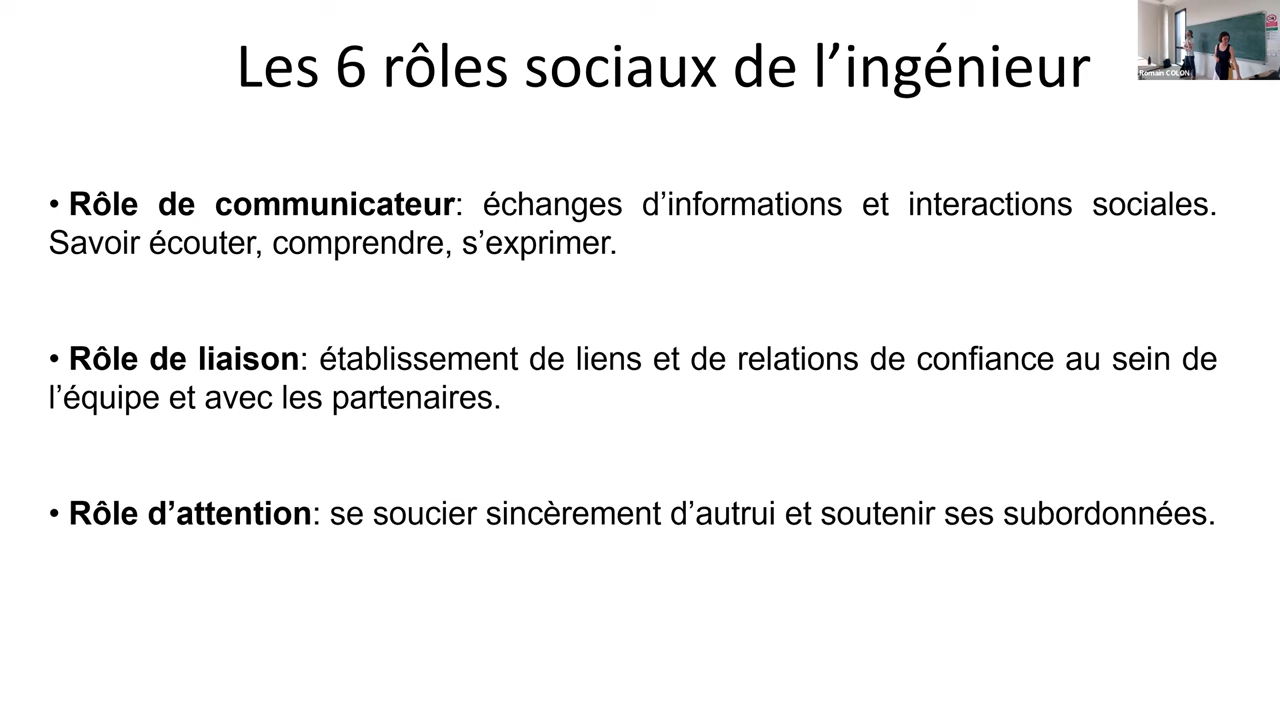 Les 6 rôles sociaux de l’ingénieur
Romain COLON
• Rôle de communicateur: échanges d’informations et interactions sociales.
Savoir écouter, comprendre, s’exprimer.
• Rôle de liaison: établissement de liens et de relations de confiance au sein de
l’équipe et avec les partenaires.
• Rôle d’attention: se soucier sincèrement d’autrui et soutenir ses subordonnées.